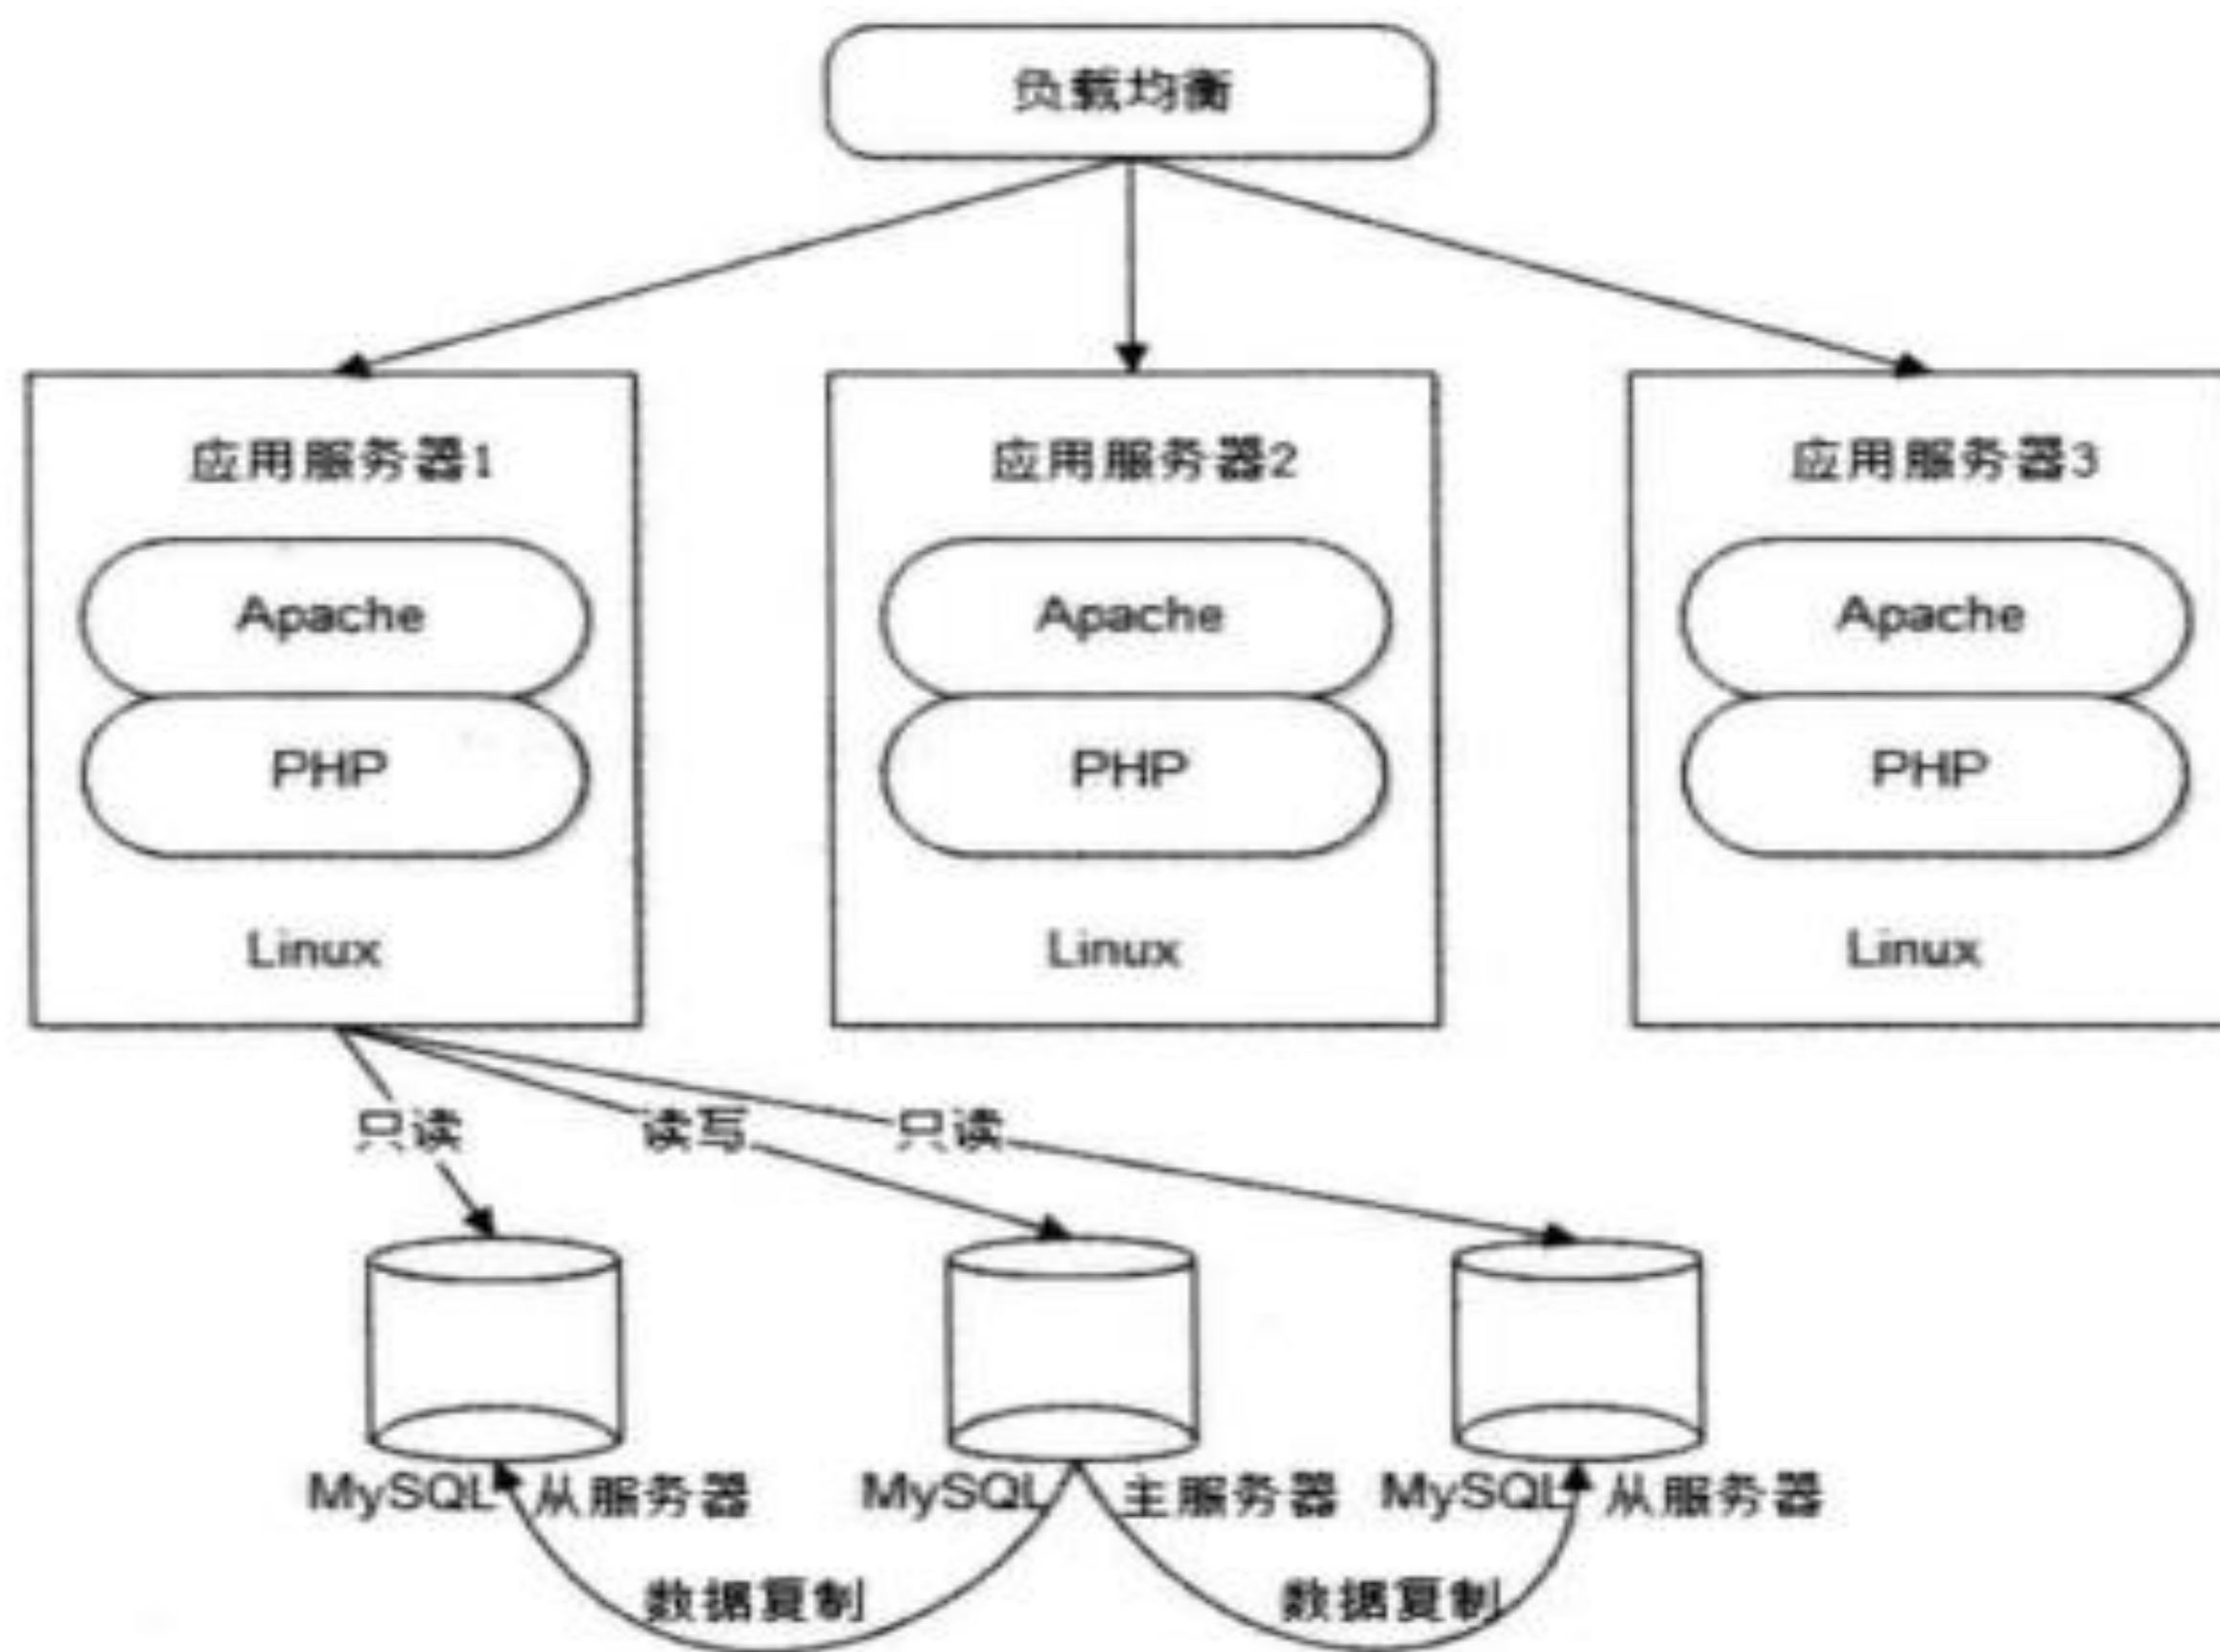 负载均衡
应用服务器1
应用服务器2
应用服务器3
Apache
Apache
Apache
PHP
PHP
PHP
Linux
Linux
Linux
只读
读写
只读
MySQL 从服务器
MySQL 主服务器
MySQL 从服务器
数据复制
数据复制